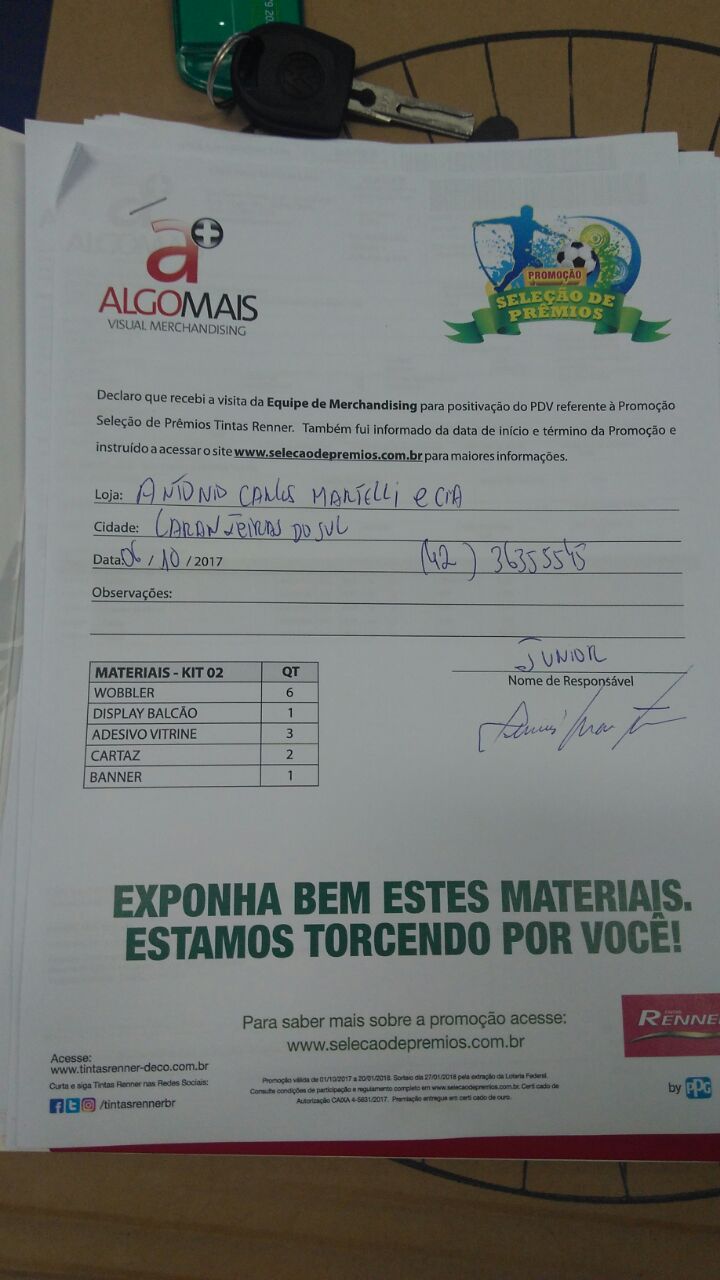 a+
ALGOMAIS
VISUAL MERCHANDISING
PROMOÇÃO
SELEÇÃO DE
PRÊMIOS
Declaro que recebi a visita da Equipe de Merchandising para positivação do PDV referente à Promoção
Seleção de Prêmios Tintas Renner. Também fui informado da data de início e término da Promoção e
instruído a acessar o site www.selecaodepremios.com.br para maiores informações.
Loja: ANTONIO CARLOS MARTELLI e CIA
Cidade: LARANJEIRAS DO SUL
Data: 06 / 10 / 2017 (42) 36355545
Observações:
JUNIOR
Nome de Responsável
MATERIAIS - KIT 02 QT
WOBBLER 6
DISPLAY BALCÃO 1
ADESIVO VITRINE 3
CARTAZ 2
BANNER 1
EXPONHA BEM ESTES MATERIAIS.
ESTAMOS TORCENDO POR VOCÊ!
Para saber mais sobre a promoção acesse:
www.selecaodepremios.com.br
TINTAS
RENNE
Acesse:
www.tintasrenner-deco.com.br
Curta e siga Tintas Renner nas Redes Sociais:
/tintasrennerbr
Promoção válida de 01/10/2017 a 20/01/2018. Sorteio dia 27/01/2018 pela extração da Loteria Federal.
Consulte condições de participação e regulamento completo em www.selecaodepremios.com.br. Certi cado de
Autorização CAIXA 4-5831/2017. Premiação entregue em certi cado de ouro.
by PPG